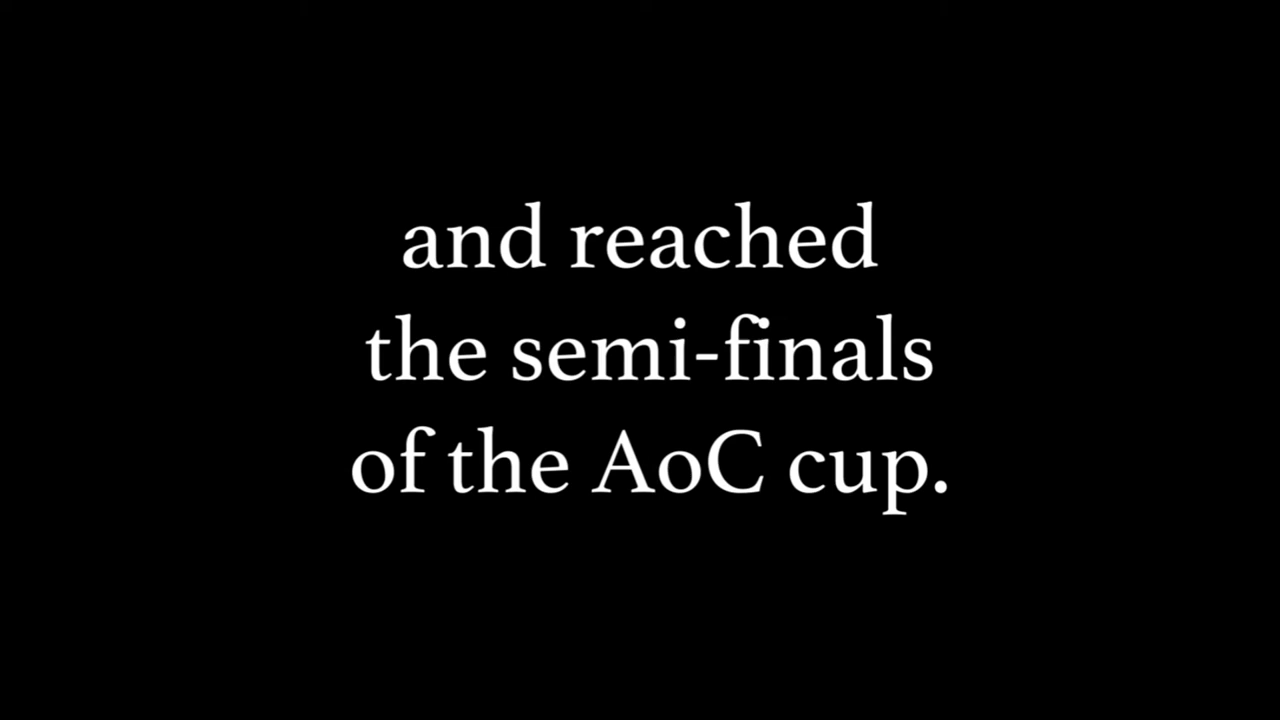 and reached
the semi-finals
of the AoC cup.